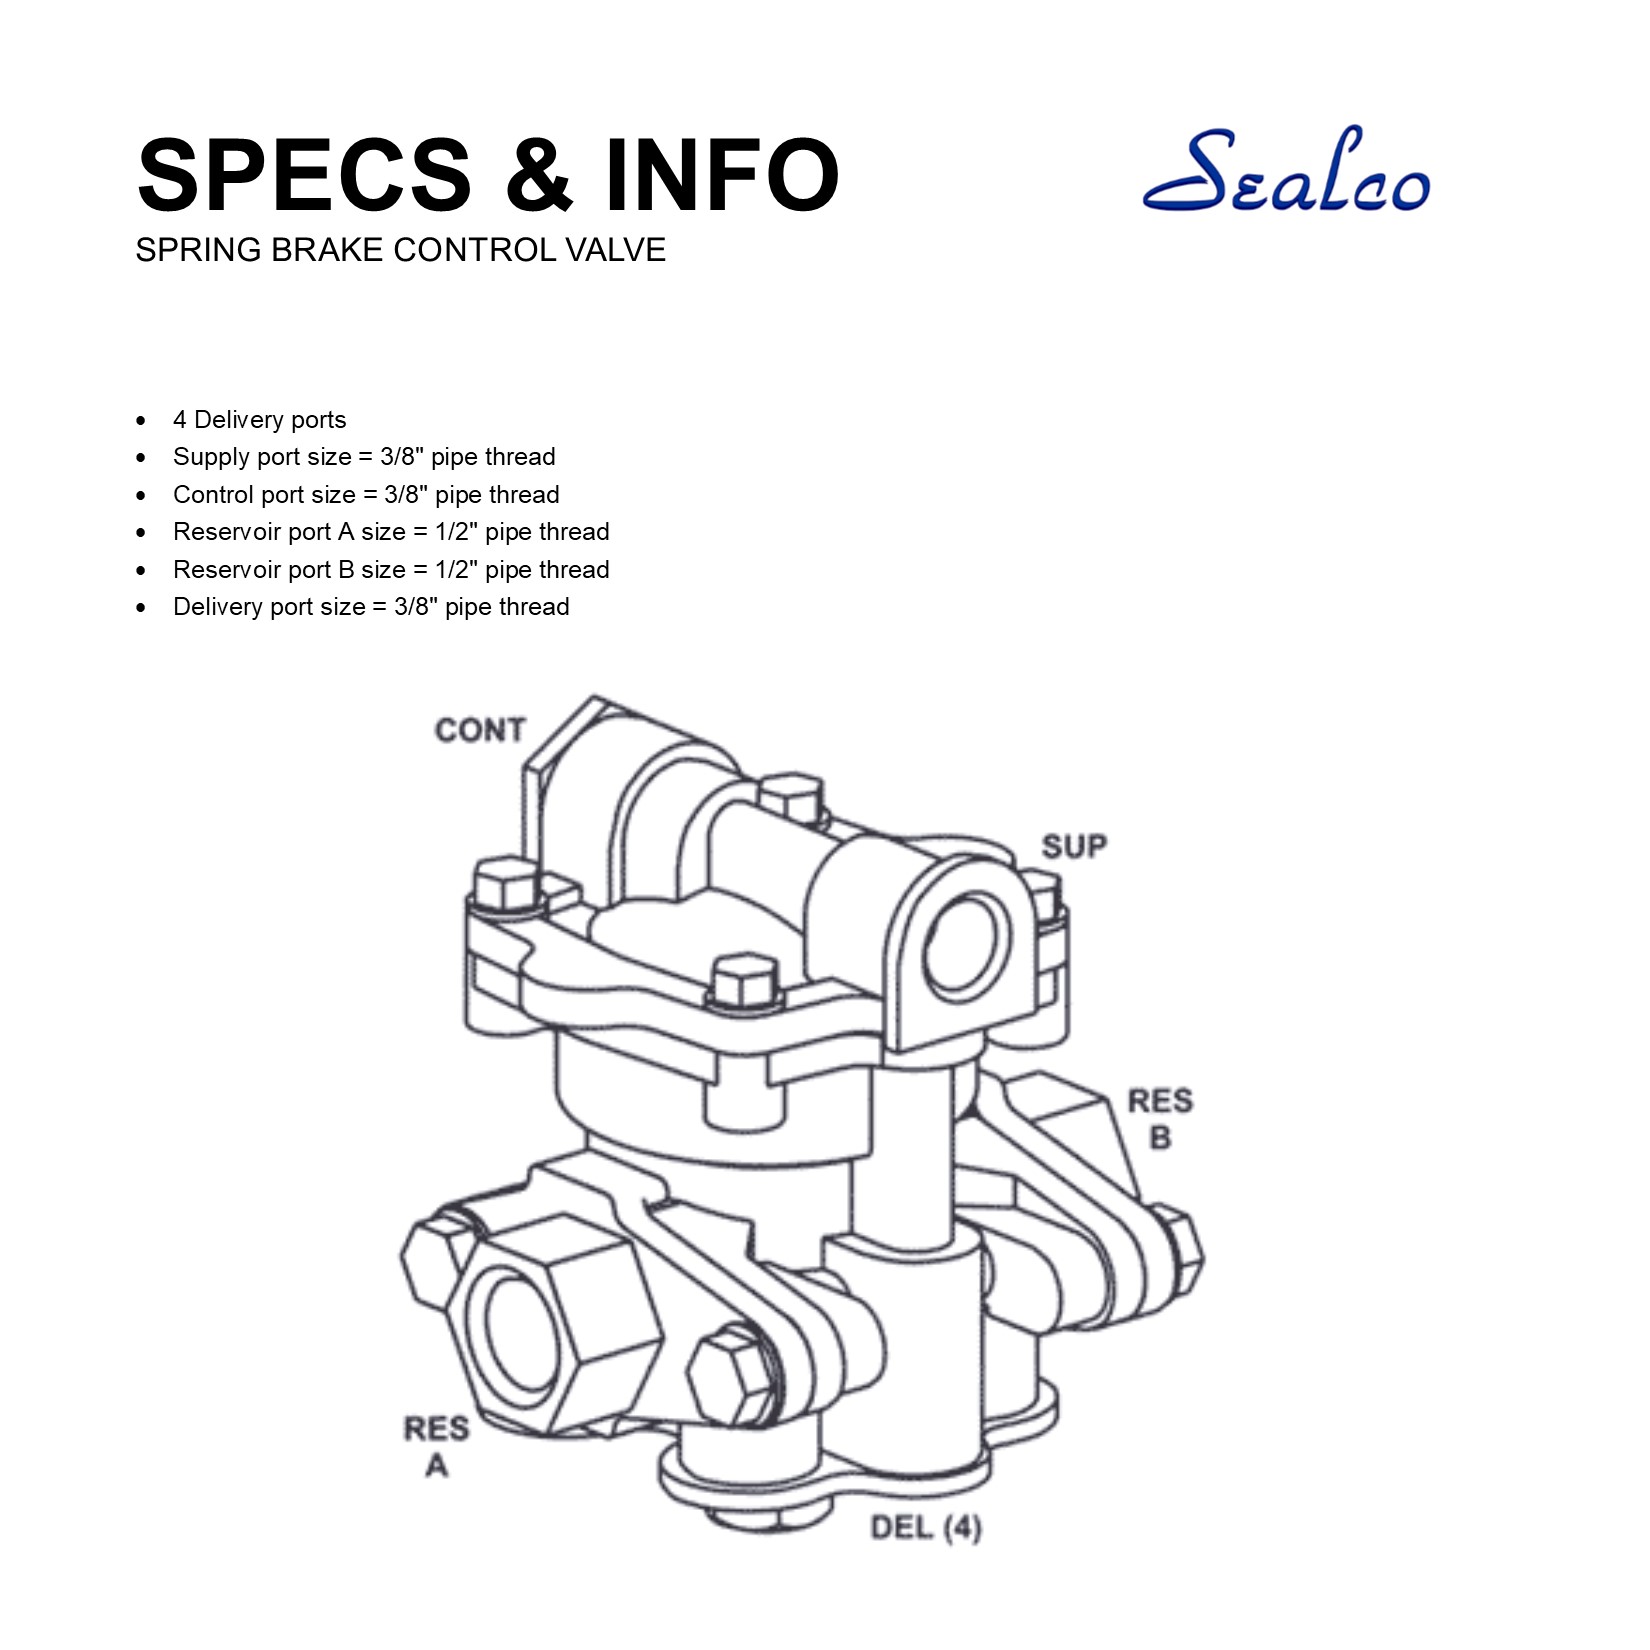 SPECS & INFO
Sealco
SPRING BRAKE CONTROL VALVE
• 4 Delivery ports
• Supply port size = 3/8" pipe thread
• Control port size = 3/8" pipe thread
• Reservoir port A size = 1/2" pipe thread
• Reservoir port B size = 1/2" pipe thread
• Delivery port size = 3/8" pipe thread
CONT
SUP
RES
B
RES
A
DEL (4)